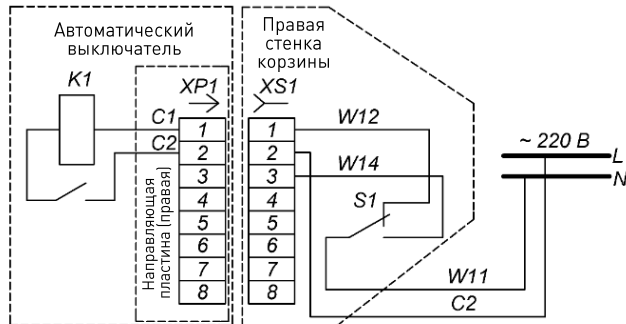 Автоматический
выключатель
Правая
стенка
корзины
K1
XP1
XS1
C1
C2
1
2
3
4
5
6
7
8
1
2
3
4
5
6
7
8
Направляющая
пластина (правая)
W12
W14
S1
W11
C2
~ 220 В
L
N